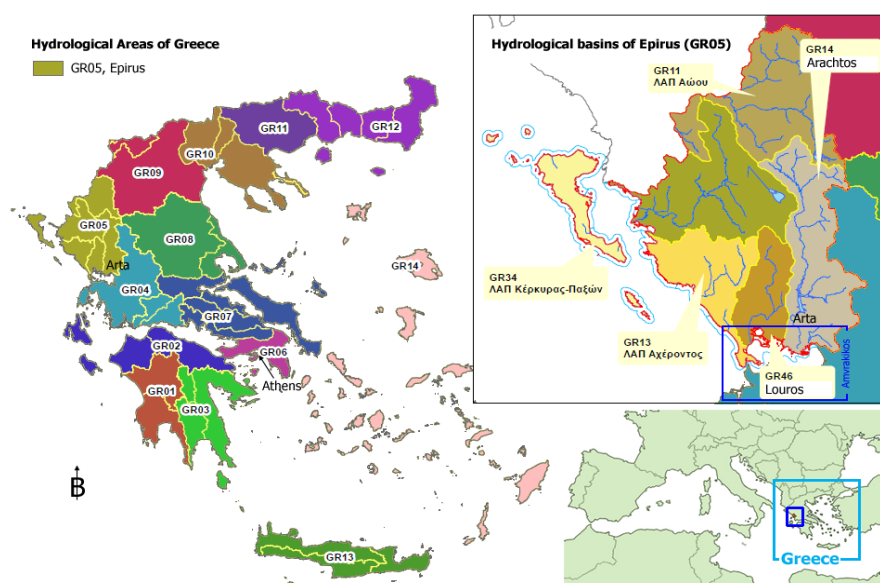 Hydrological Areas of Greece
GR05, Epirus
GR11
GR12
GR10
GR09
GR05
GR08
Arta
GR14
GR04
GR07
GR02
GR06
Athens
GR01
GR03
B
GR13
Hydrological basins of Epirus (GR05)
GR14
Arachtos
GR11
ΛΑΠ Αώου
GR34
ΛΑΠ Κέρκυρας-Παξών
GR13
ΛΑΠ Αχέροντος
Arta
GR46
Louros
Amvrakikos
Greece